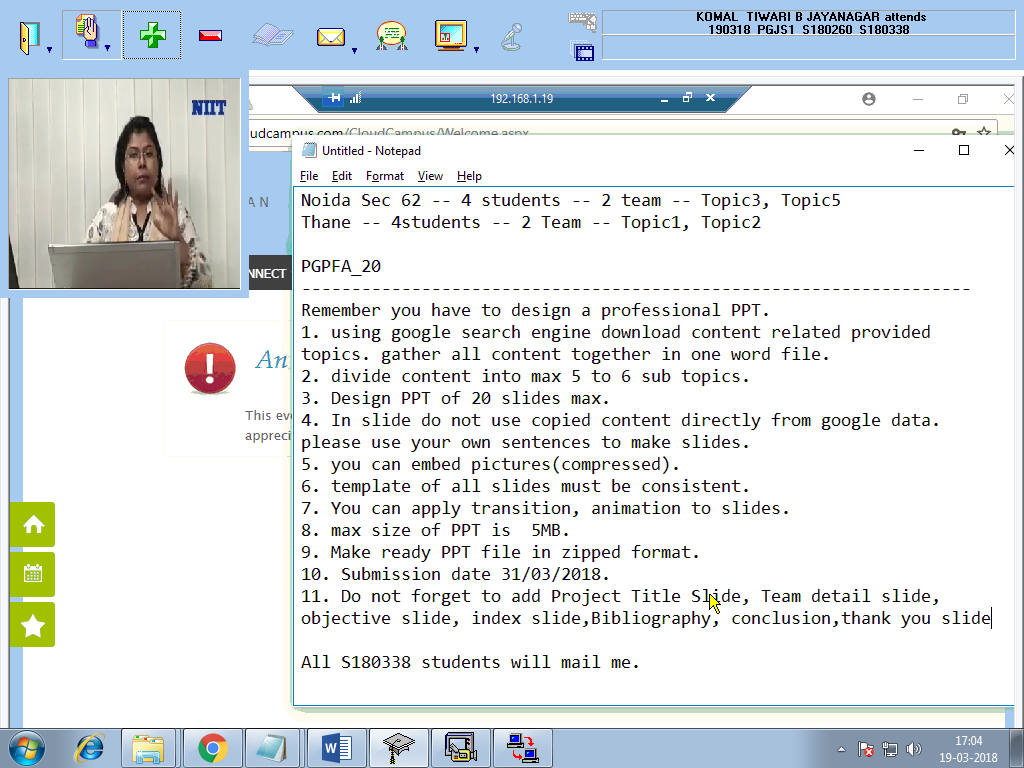 KOMAL TIWARI B JAYANAGAR attends
190318 PGJS1 S180260 S180338
NIIT
192.168.1.19
udcampus.com/CloudCampus/Welcome.aspx
Untitled - Notepad
File Edit Format View Help
A N
NNECT
An
This eve
appreci
Noida Sec 62 -- 4 students -- 2 team -- Topic3, Topic5
Thane -- 4students -- 2 Team -- Topic1, Topic2
PGPFA_20
-------------------------------------------------------------------
Remember you have to design a professional PPT.
1. using google search engine download content related provided
topics. gather all content together in one word file.
2. divide content into max 5 to 6 sub topics.
3. Design PPT of 20 slides max.
4. In slide do not use copied content directly from google data.
please use your own sentences to make slides.
5. you can embed pictures(compressed).
6. template of all slides must be consistent.
7. You can apply transition, animation to slides.
8. max size of PPT is  5MB.
9. Make ready PPT file in zipped format.
10. Submission date 31/03/2018.
11. Do not forget to add Project Title Slide, Team detail slide,
objective slide, index slide,Bibliography, conclusion,thank you slide
All S180338 students will mail me.
17:04
19-03-2018